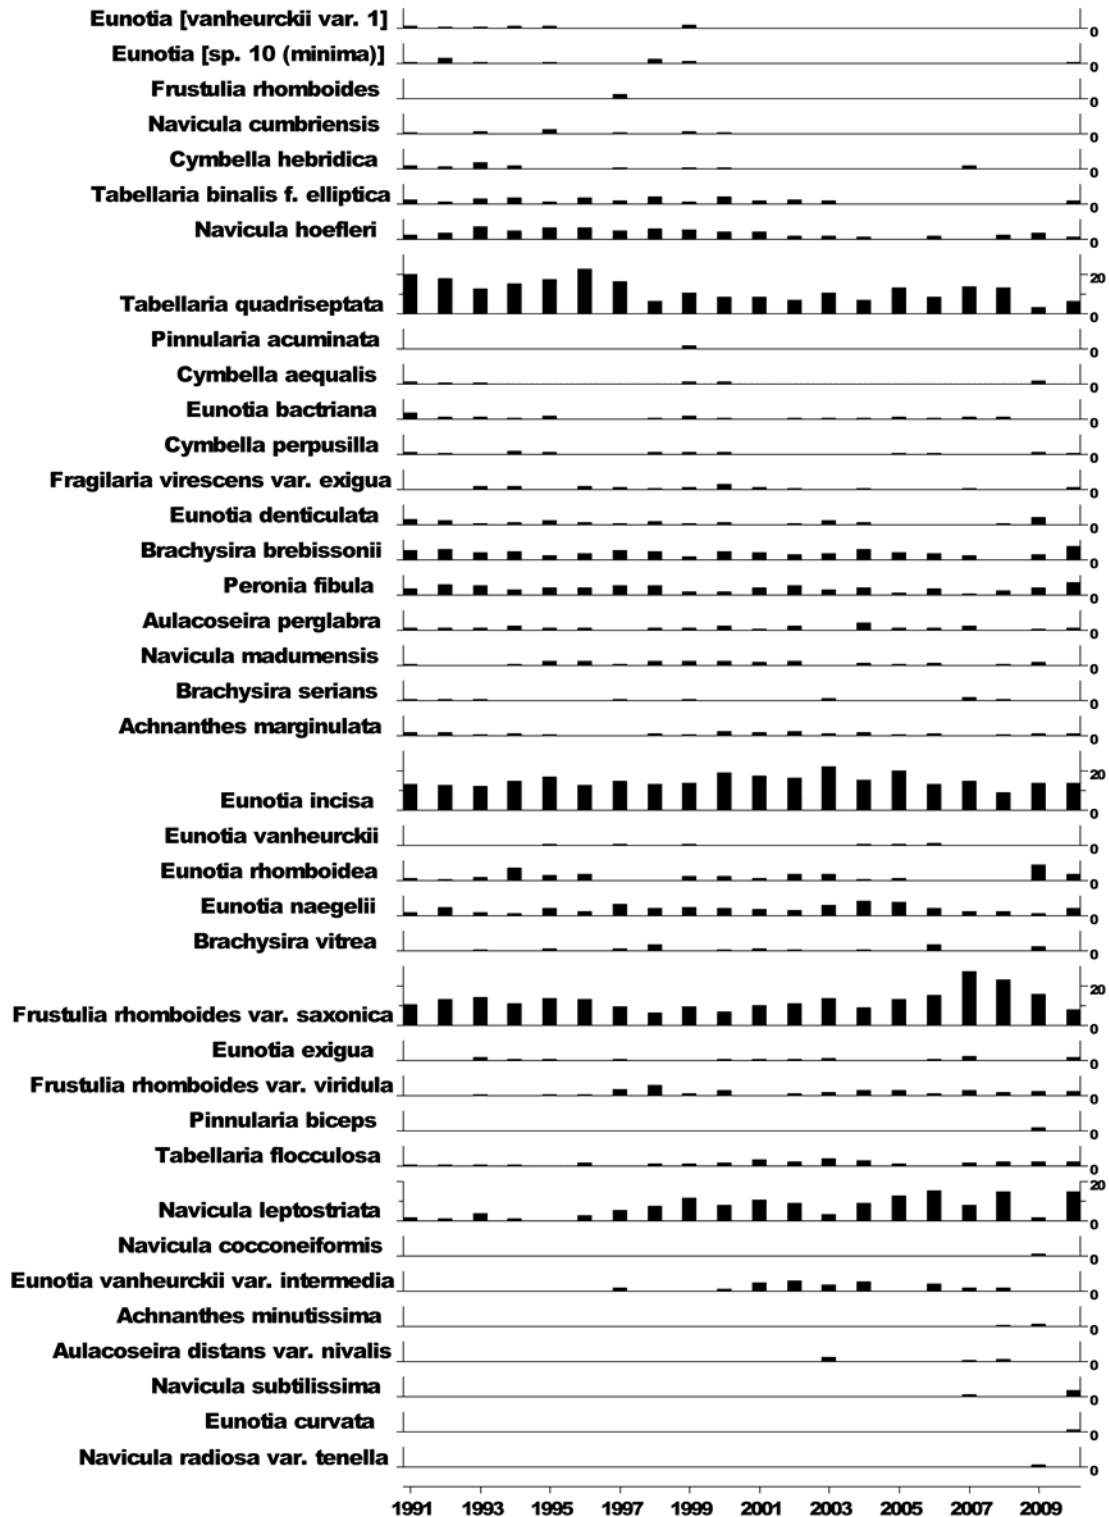 Eunotia [vanheurckii var. 1] 0
Eunotia [sp. 10 (minima)] 0
Frustulia rhomboides 0
Navicula cumbriensis 0
Cymbella hebridica 0
Tabellaria binalis f. elliptica 0
Navicula hoefleri 0
20
Tabellaria quadriseptata 0
Pinnularia acuminata 0
Cymbella aequalis 0
Eunotia bactriana 0
Cymbella perpusilla 0
Fragilaria virescens var. exigua 0
Eunotia denticulata 0
Brachysira brebissonii 0
Peronia fibula 0
Aulacoseira perglabra 0
Navicula madumensis 0
Brachysira serians 0
Achnanthes marginulata 0
20
Eunotia incisa 0
Eunotia vanheurckii 0
Eunotia rhomboidea 0
Eunotia naegelii 0
Brachysira vitrea 0
20
Frustulia rhomboides var. saxonica 0
Eunotia exigua 0
Frustulia rhomboides var. viridula 0
Pinnularia biceps 0
Tabellaria flocculosa 0
20
Navicula leptostriata 0
Navicula cocconeiformis 0
Eunotia vanheurckii var. intermedia 0
Achnanthes minutissima 0
Aulacoseira distans var. nivalis 0
Navicula subtilissima 0
Eunotia curvata 0
Navicula radiosa var. tenella 0
1991 1993 1995 1997 1999 2001 2003 2005 2007 2009